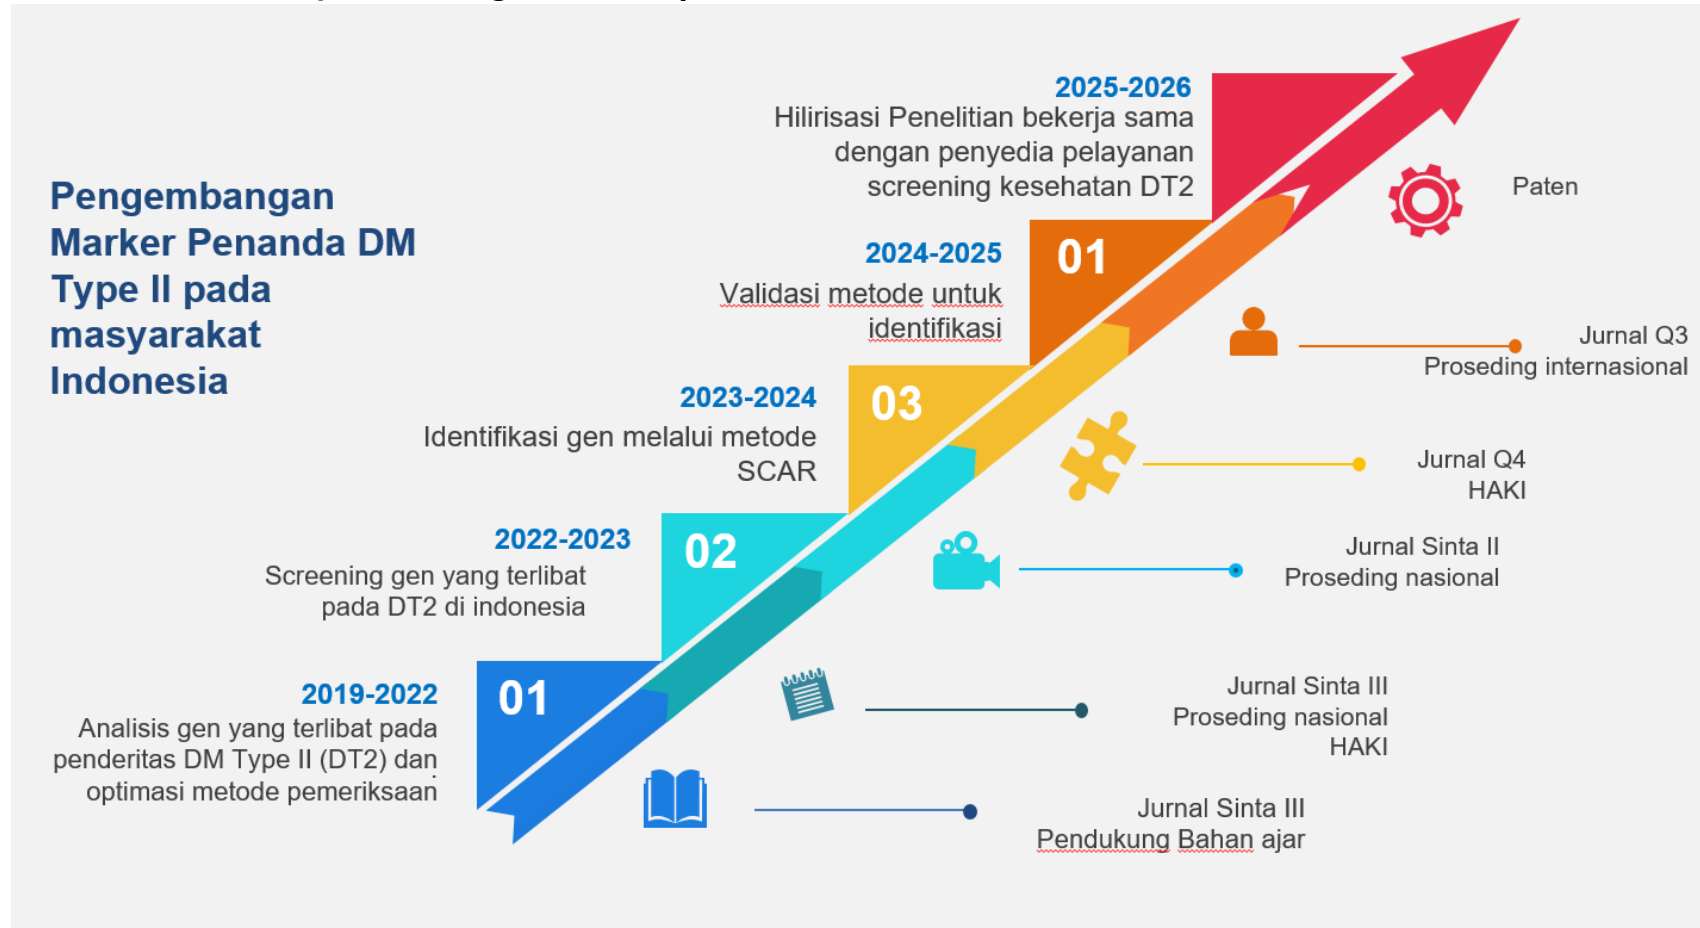 Pengembangan
Marker Penanda DM
Type II pada
masyarakat
Indonesia
2025-2026
Hilirisasi Penelitian bekerja sama
dengan penyedia pelayanan
screening kesehatan DT2
Paten
01
2024-2025
Validasi metode untuk
identifikasi
Jurnal Q3
Proseding internasional
03
2023-2024
Identifikasi gen melalui metode
SCAR
Jurnal Q4
HAKI
02
2022-2023
Screening gen yang terlibat
pada DT2 di indonesia
Jurnal Sinta II
Proseding nasional
01
2019-2022
Analisis gen yang terlibat pada
penderitas DM Type II (DT2) dan
optimasi metode pemeriksaan
Jurnal Sinta III
Proseding nasional
HAKI
Jurnal Sinta III
Pendukung Bahan ajar